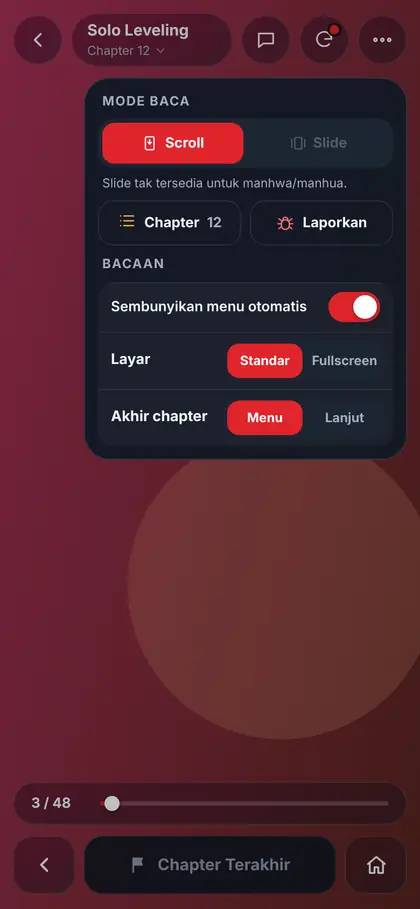 Solo Leveling
Chapter 12
MODE BACA
Scroll
Slide
Slide tak tersedia untuk manhwa/manhua.
Chapter 12
Laporkan
BACAAN
Sembunyikan menu otomatis
Layar
Standar
Fullscreen
Akhir chapter
Menu
Lanjut
3 / 48
Chapter Terakhir